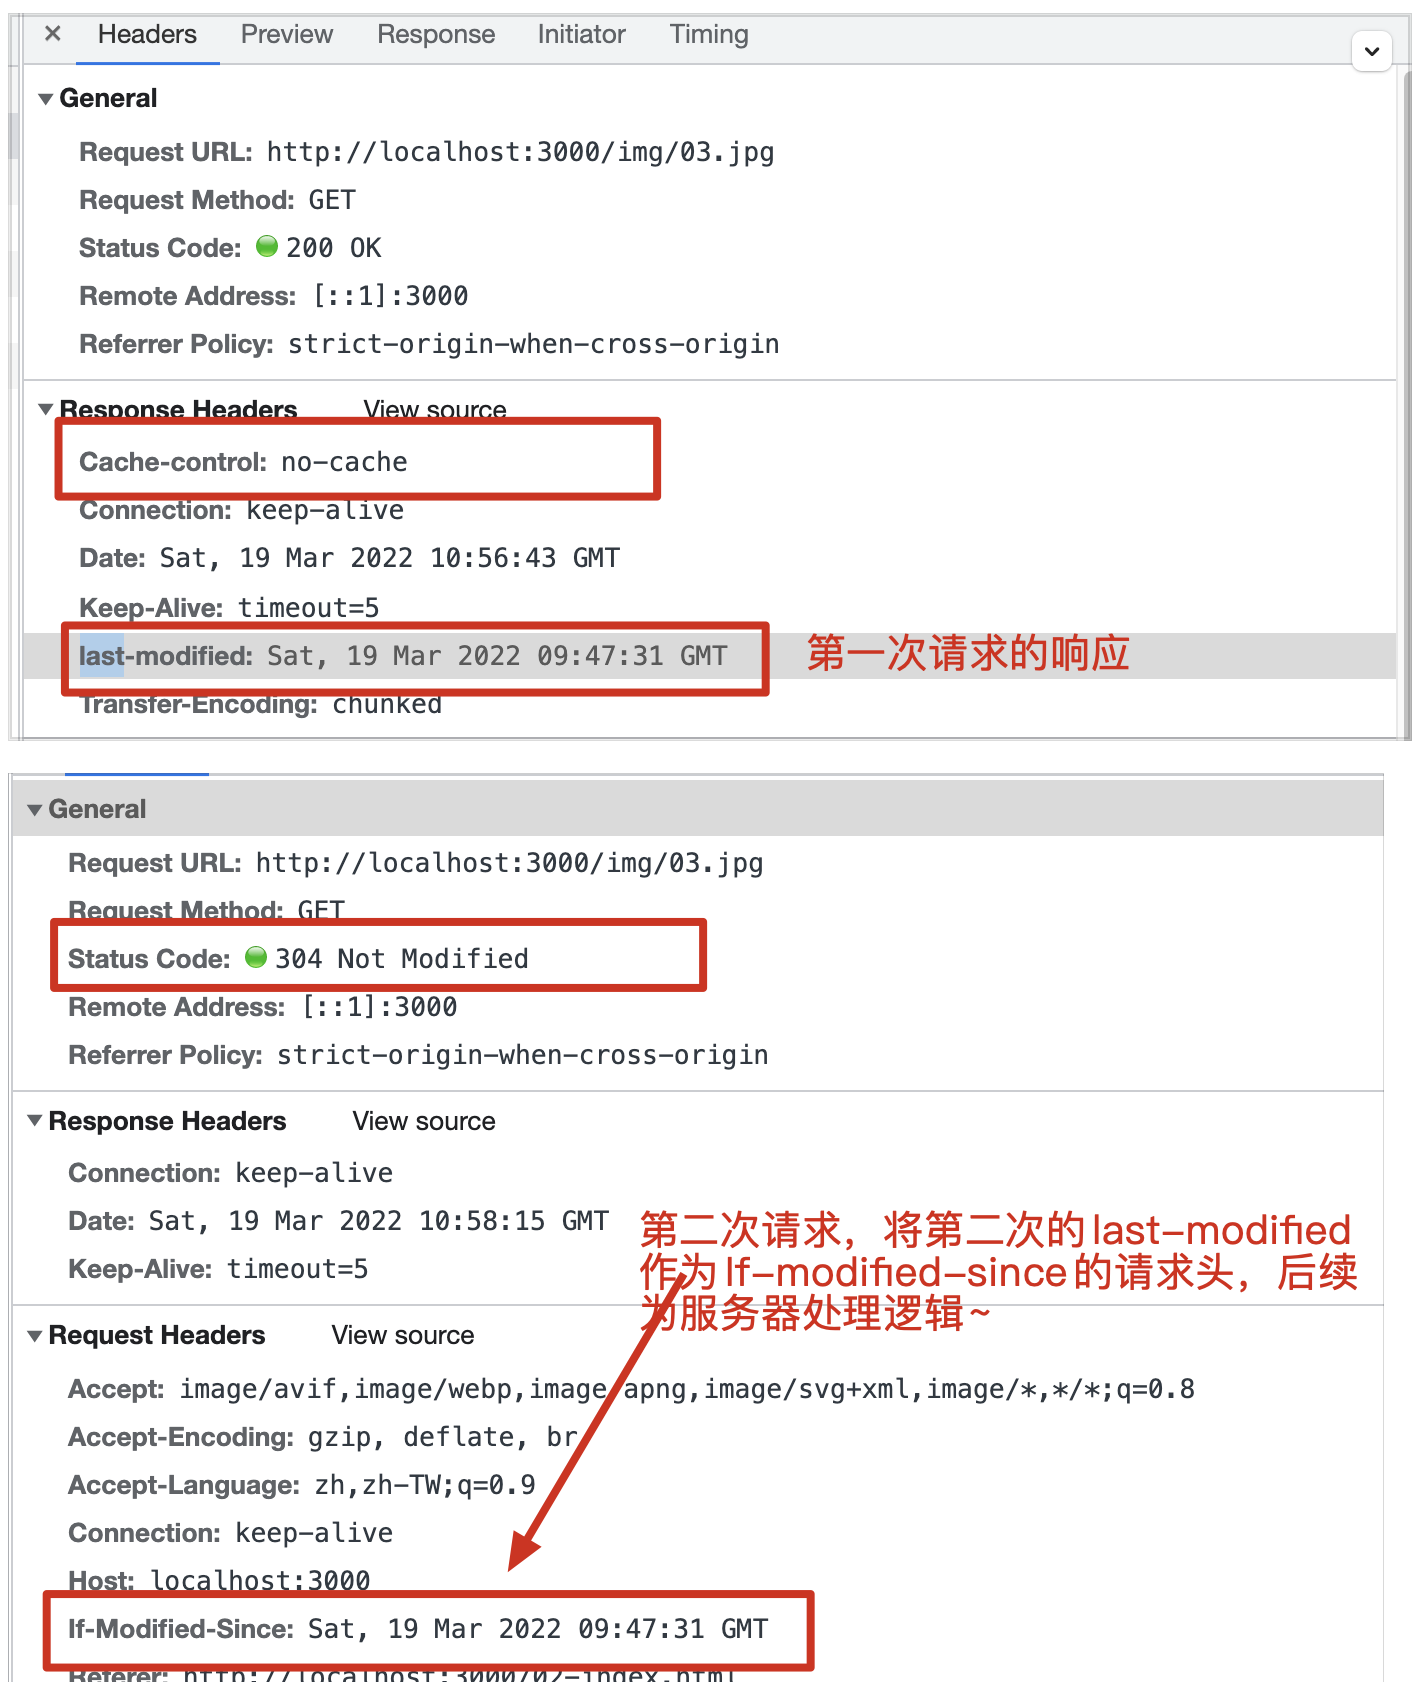 × Headers Preview Response Initiator Timing
General
Request URL: http://localhost:3000/img/03.jpg
Request Method: GET
Status Code: 200 OK
Remote Address: [::1]:3000
Referrer Policy: strict-origin-when-cross-origin
Response Headers View source
Cache-control: no-cache
Connection: keep-alive
Date: Sat, 19 Mar 2022 10:56:43 GMT
Keep-Alive: timeout=5
last-modified: Sat, 19 Mar 2022 09:47:31 GMT 第一次请求的响应
Transfer-Encoding: chunked
General
Request URL: http://localhost:3000/img/03.jpg
Request Method: GET
Status Code: 304 Not Modified
Remote Address: [::1]:3000
Referrer Policy: strict-origin-when-cross-origin
Response Headers View source
Connection: keep-alive
Date: Sat, 19 Mar 2022 10:58:15 GMT
Keep-Alive: timeout=5
第二次请求，将第二次的last-modified
作为If-modified-since的请求头，后续
为服务器处理逻辑~
Request Headers View source
Accept: image/avif,image/webp,image/apng,image/svg+xml,image/*,*/*;q=0.8
Accept-Encoding: gzip, deflate, br
Accept-Language: zh,zh-TW;q=0.9
Connection: keep-alive
Host: localhost:3000
If-Modified-Since: Sat, 19 Mar 2022 09:47:31 GMT
Referer: http://localhost:3000/02-index.html